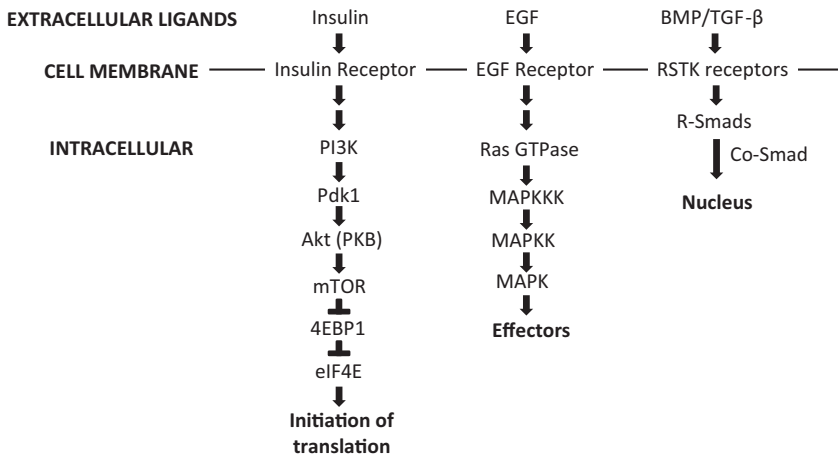 EXTRACELLULAR LIGANDS Insulin EGF BMP/TGF-β
CELL MEMBRANE Insulin Receptor EGF Receptor RSTK receptors
R-Smads
INTRACELLULAR PI3K Ras GTPase Co-Smad
Pdk1 MAPKKK Nucleus
Akt (PKB) MAPKK
mTOR MAPK
4EBP1 Effectors
eIF4E
Initiation of
translation